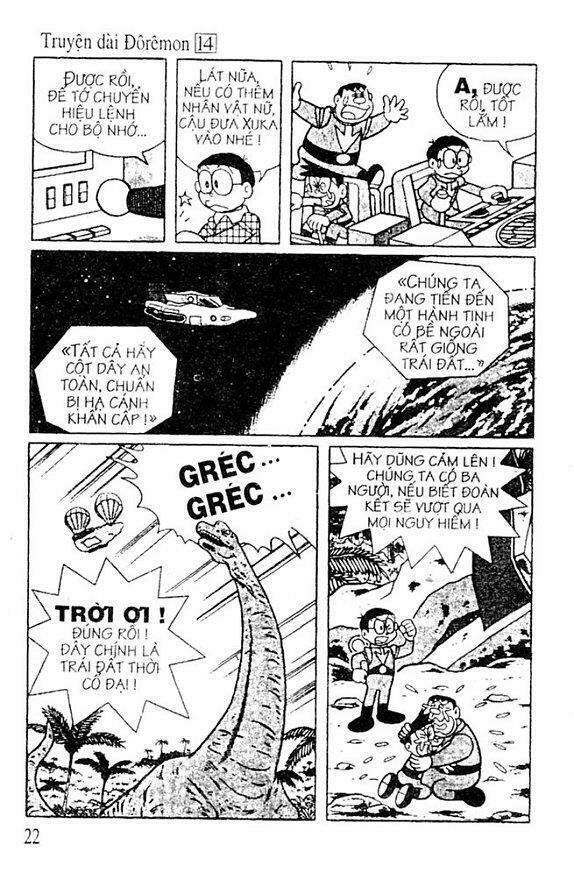 Truyện dài Đôrêmon 14
ĐƯỢC RỒI,
ĐỂ TỚ CHUYỂN
HIỆU LỆNH
CHO BỘ NHỚ...
LÁT NỮA,
NẾU CÓ THÊM
NHÂN VẬT NỮ,
CẬU ĐƯA XUKA
VÀO NHÉ !
A, ĐƯỢC
RỒI, TỐT
LẮM !
«CHÚNG TA
ĐANG TIẾN ĐẾN
MỘT HÀNH TINH
CÓ BỀ NGOÀI
RẤT GIỐNG
TRÁI ĐẤT...»
«TẤT CẢ HÃY
CỘT DÂY AN
TOÀN, CHUẨN
BỊ HẠ CÁNH
KHẨN CẤP !»
GRÉC ...
GRÉC ...
TRỜI ƠI !
ĐÚNG RỒI !
ĐÂY CHÍNH LÀ
TRÁI ĐẤT THỜI
CỔ ĐẠI !
HÃY DŨNG CẢM LÊN !
CHÚNG TA CÓ BA
NGƯỜI, NẾU BIẾT ĐOÀN
KẾT SẼ VƯỢT QUA
MỌI NGUY HIỂM !
22